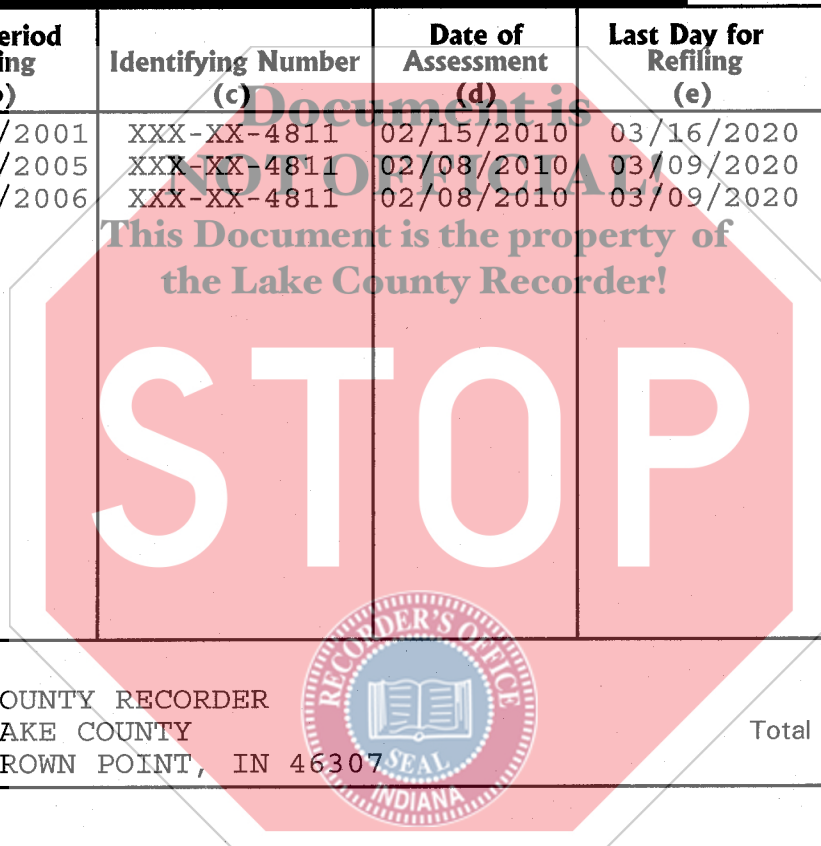 eriod
ing
Identifying Number
(c)
Date of
Assessment
(d)
Last Day for
Refiling
(e)
/2001 XXX-XX-4811 02/15/2010 03/16/2020
/2005 XXX-XX-4811 02/08/2010 03/09/2020
/2006 XXX-XX-4811 02/08/2010 03/09/2020
Document is
NOT OFFICIAL!
This Document is the property of
the Lake County Recorder!
STOP
RECORDER'S OFFICE
SEAL
INDIANA
OUNTY RECORDER
AKE COUNTY
ROWN POINT, IN 46307
Total